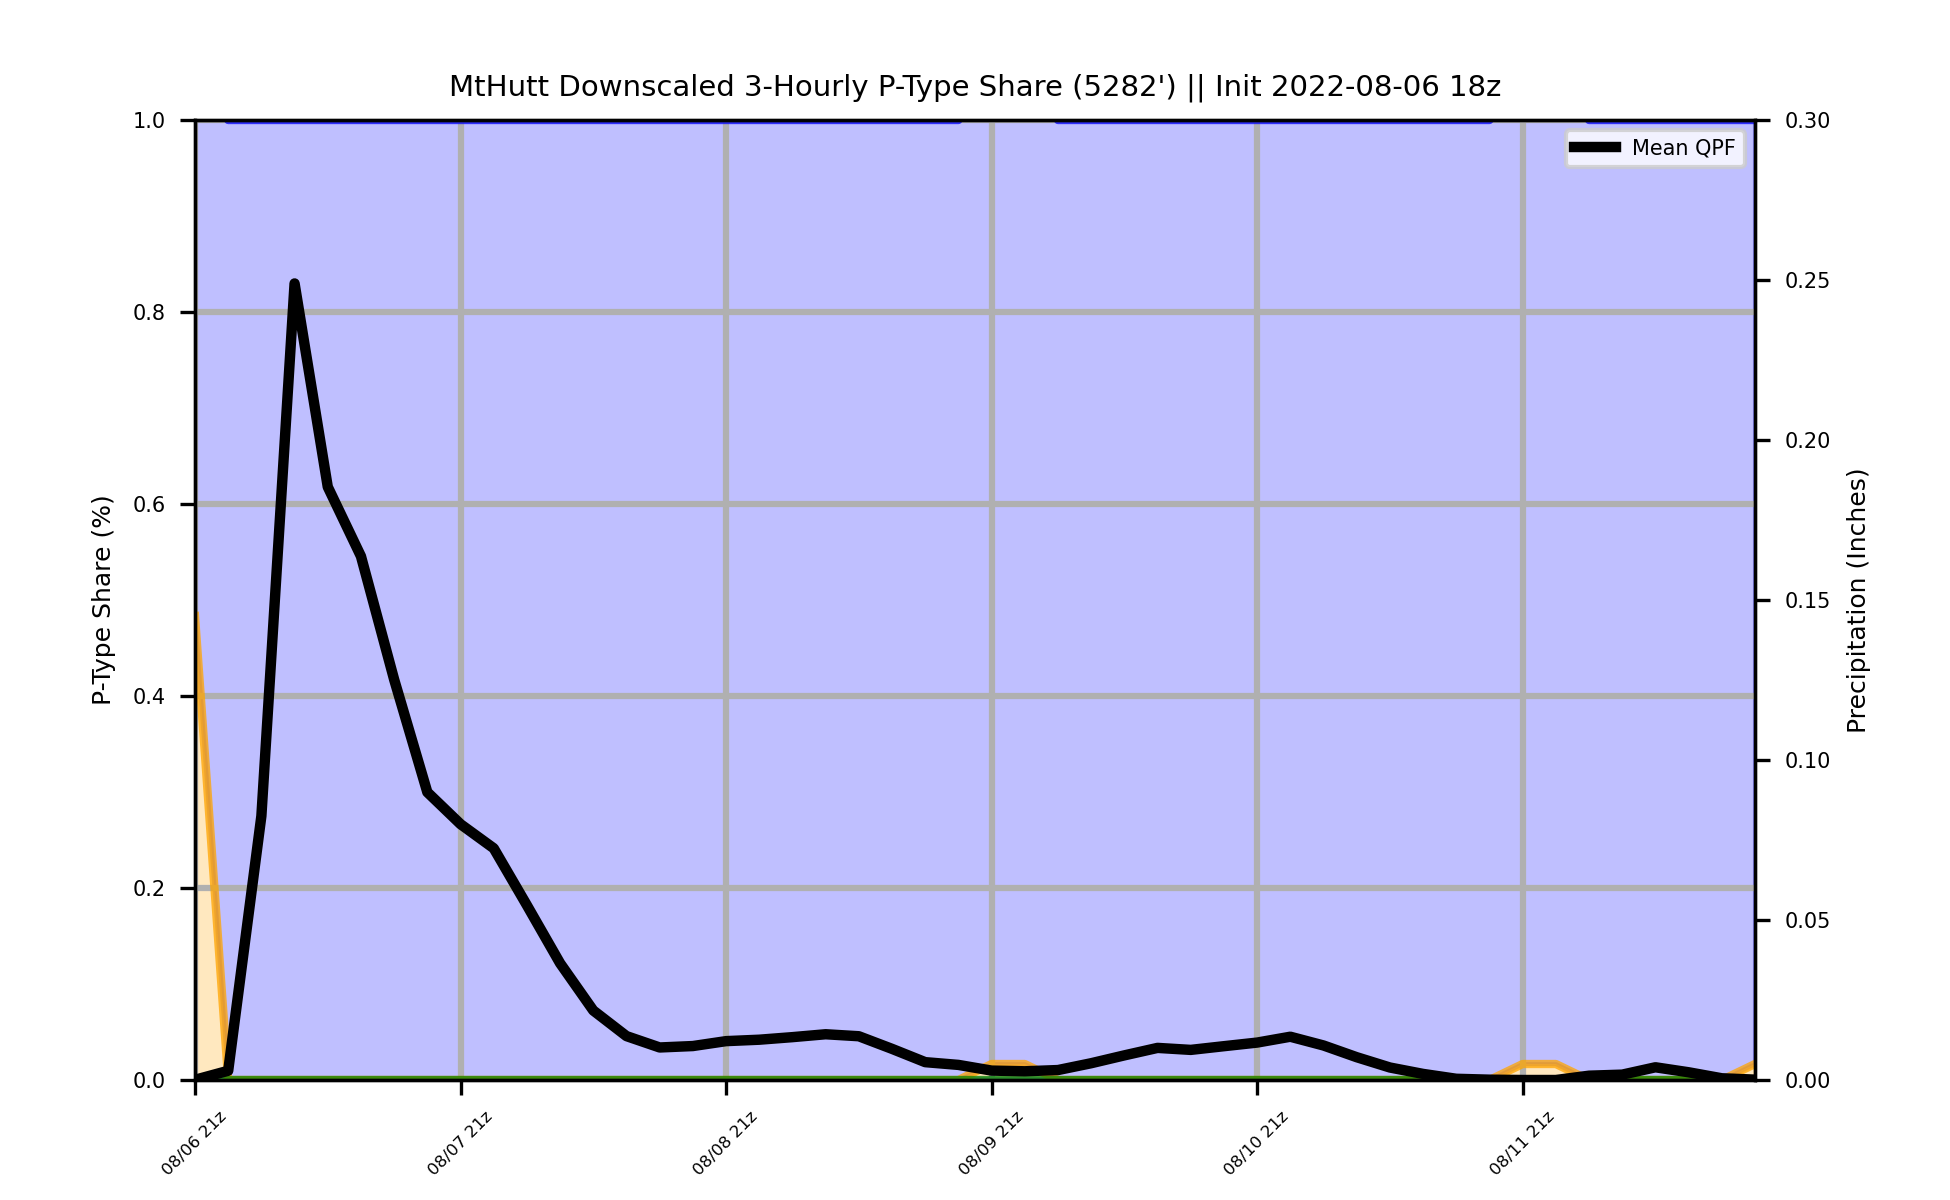 MtHutt Downscaled 3-Hourly P-Type Share (5282') || Init 2022-08-06 18z
Mean QPF
P-Type Share (%)
1.0
0.8
0.6
0.4
0.2
0.0
0.30
0.25
0.20
0.15
0.10
0.05
0.00
Precipitation (Inches)
08/06 21z
08/07 21z
08/08 21z
08/09 21z
08/10 21z
08/11 21z